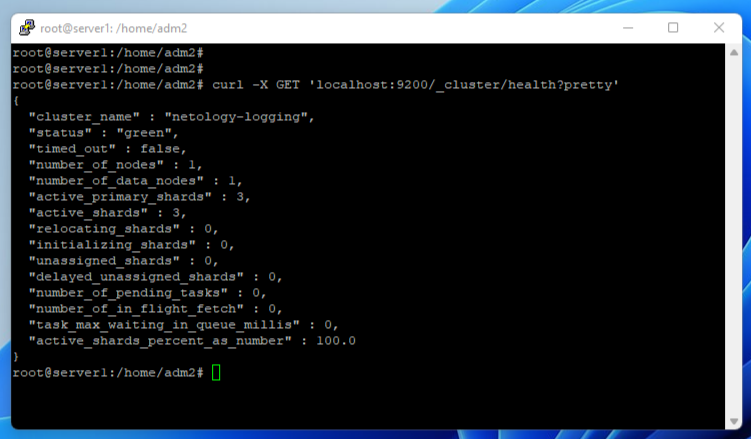 root@server1: /home/adm2
root@server1:/home/adm2#
root@server1:/home/adm2#
root@server1:/home/adm2# curl -X GET 'localhost:9200/_cluster/health?pretty'
{
  "cluster_name" : "netology-logging",
  "status" : "green",
  "timed_out" : false,
  "number_of_nodes" : 1,
  "number_of_data_nodes" : 1,
  "active_primary_shards" : 3,
  "active_shards" : 3,
  "relocating_shards" : 0,
  "initializing_shards" : 0,
  "unassigned_shards" : 0,
  "delayed_unassigned_shards" : 0,
  "number_of_pending_tasks" : 0,
  "number_of_in_flight_fetch" : 0,
  "task_max_waiting_in_queue_millis" : 0,
  "active_shards_percent_as_number" : 100.0
}
root@server1:/home/adm2#